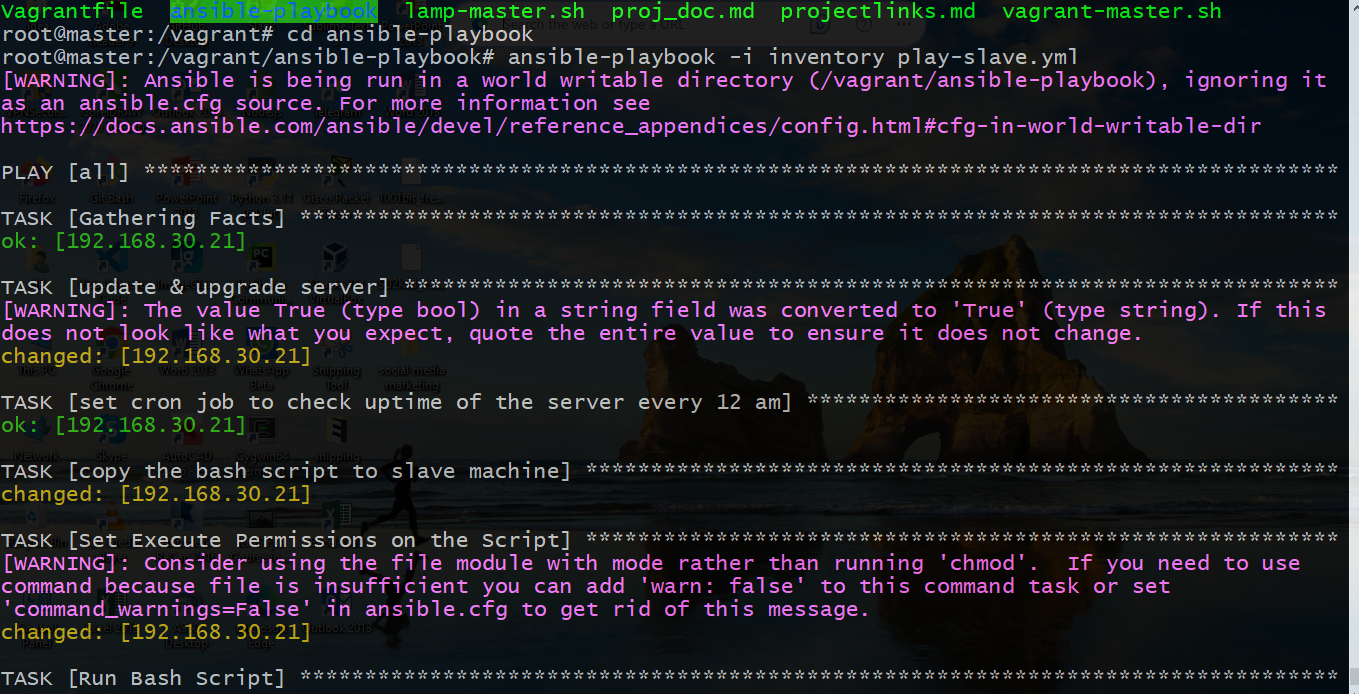 Vagrantfile  ansible-playbook  lamp-master.sh  proj_doc.md  projectlinks.md  vagrant-master.sh
root@master:/vagrant# cd ansible-playbook
root@master:/vagrant/ansible-playbook# ansible-playbook -i inventory play-slave.yml
[WARNING]: Ansible is being run in a world writable directory (/vagrant/ansible-playbook), ignoring it
as an ansible.cfg source. For more information see
https://docs.ansible.com/ansible/devel/reference_appendices/config.html#cfg-in-world-writable-dir
PLAY [all] ********************************************************************************************
TASK [Gathering Facts] ********************************************************************************
ok: [192.168.30.21]
TASK [update & upgrade server] ************************************************************************
[WARNING]: The value True (type bool) in a string field was converted to 'True' (type string). If this
does not look like what you expect, quote the entire value to ensure it does not change.
changed: [192.168.30.21]
TASK [set cron job to check uptime of the server every 12 am] *****************************************
ok: [192.168.30.21]
TASK [copy the bash script to slave machine] **********************************************************
changed: [192.168.30.21]
TASK [Set Execute Permissions on the Script] **********************************************************
[WARNING]: Consider using the file module with mode rather than running 'chmod'.  If you need to use
command because file is insufficient you can add 'warn: false' to this command task or set
'command_warnings=False' in ansible.cfg to get rid of this message.
changed: [192.168.30.21]
TASK [Run Bash Script] ********************************************************************************